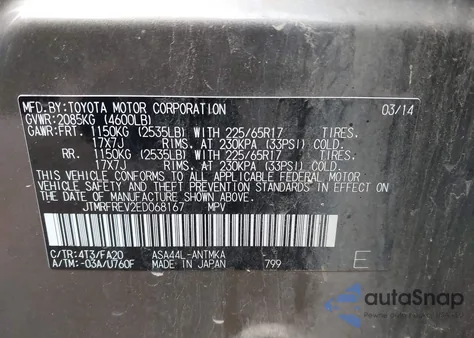 MFD.BY:TOYOTA MOTOR CORPORATION 03/14
GVWR:2085KG (4600LB)
GAWR:FRT. 1150KG (2535LB) WITH 225/65R17 TIRES,
17X7J RIMS,AT 230KPA (33PSI) COLD.
RR. 1150KG (2535LB) WITH 225/65R17 TIRES,
17X7J RIMS,AT 230KPA (33PSI) COLD.
THIS VEHICLE CONFORMS TO ALL APPLICABLE FEDERAL MOTOR
VEHICLE SAFETY AND BUMPER STANDARDS IN EFFECT ON THE
DATE OF MANUFACTURE SHOWN ABOVE.
JTMRFREV2ED068167 MPV
C/TR:4T3/FA20 ASA44L-ANTMKA
A/TM:-03A/U760F MADE IN JAPAN 799 E
autoSnap